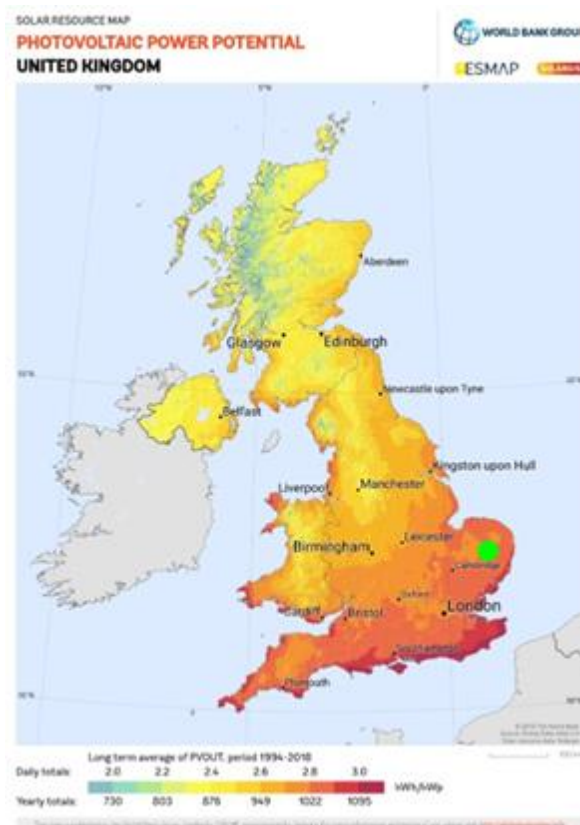 SOLAR RESOURCE MAP
PHOTOVOLTAIC POWER POTENTIAL
UNITED KINGDOM
WORLD BANK GROUP
ESMAP
Aberdeen
Glasgow
Edinburgh
Newcastle upon Tyne
Belfast
Kingston upon Hull
Liverpool
Manchester
Leicester
Birmingham
Cambridge
Oxford
London
Cardiff
Bristol
Southampton
Plymouth
Long term average of PVOUT, period 1994-2018
Daily totals: 2.0 2.2 2.4 2.6 2.8 3.0
kWh/kWp
Yearly totals: 730 803 876 949 1022 1095